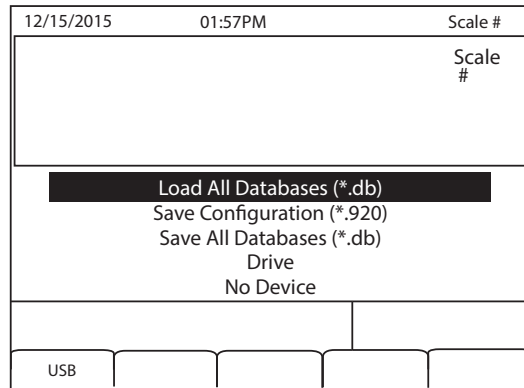 12/15/2015 01:57PM Scale #
Scale
#
Load All Databases (*.db)
Save Configuration (*.920)
Save All Databases (*.db)
Drive
No Device
USB